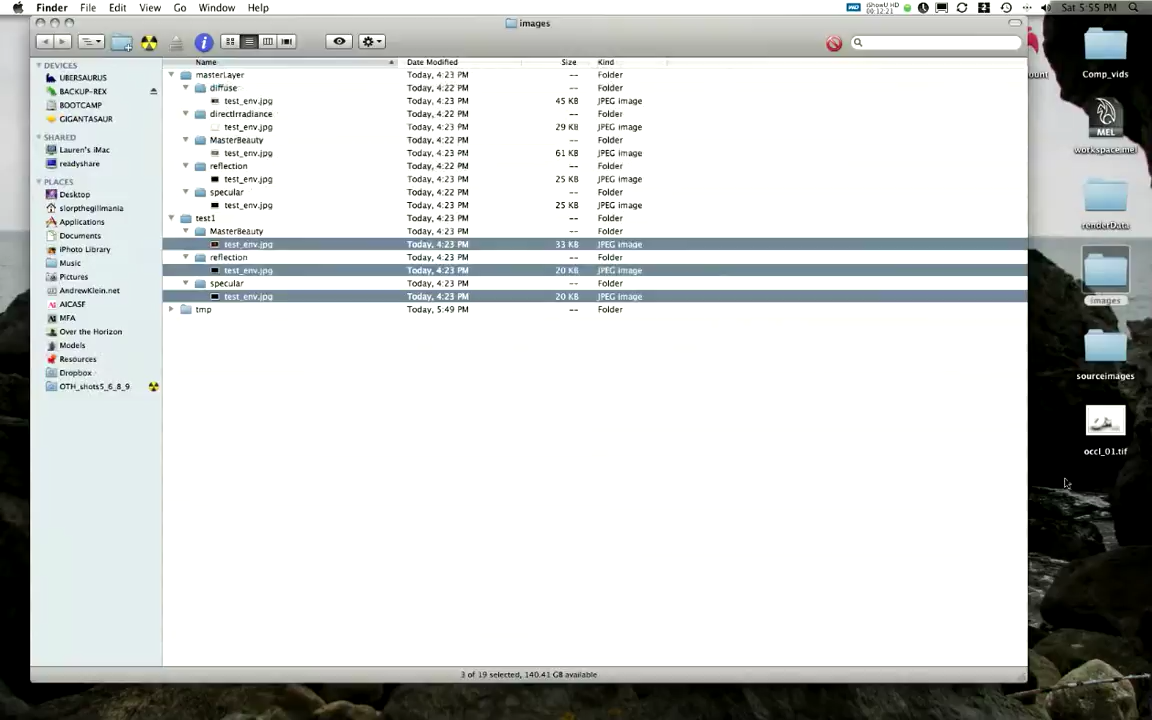 Finder File Edit View Go Window Help
iShowU HD
00:12:21
Sat 5:55 PM
images
DEVICES
UBERSAURUS
BACKUP-REX
BOOTCAMP
GIGANTASAUR
SHARED
Lauren's iMac
readyshare
PLACES
Desktop
slorpthegillmania
Applications
Documents
iPhoto Library
Music
Pictures
AndrewKlein.net
AICASF
MFA
Over the Horizon
Models
Resources
Dropbox
OTH_shots5_6_8_9
Name Date Modified Size Kind
masterLayer Today, 4:23 PM -- Folder
diffuse Today, 4:22 PM -- Folder
test_env.jpg Today, 4:23 PM 45 KB JPEG image
directIrradiance Today, 4:22 PM -- Folder
test_env.jpg Today, 4:23 PM 29 KB JPEG image
MasterBeauty Today, 4:22 PM -- Folder
test_env.jpg Today, 4:23 PM 61 KB JPEG image
reflection Today, 4:22 PM -- Folder
test_env.jpg Today, 4:23 PM 25 KB JPEG image
specular Today, 4:22 PM -- Folder
test_env.jpg Today, 4:23 PM 25 KB JPEG image
test1 Today, 4:23 PM -- Folder
MasterBeauty Today, 4:23 PM -- Folder
test_env.jpg Today, 4:23 PM 33 KB JPEG image
reflection Today, 4:23 PM -- Folder
test_env.jpg Today, 4:23 PM 20 KB JPEG image
specular Today, 4:23 PM -- Folder
test_env.jpg Today, 4:23 PM 20 KB JPEG image
tmp Today, 5:49 PM -- Folder
3 of 19 selected, 140.41 GB available
ount
Comp_vids
MEL
workspace.mel
renderData
images
sourceimages
occl_01.tif